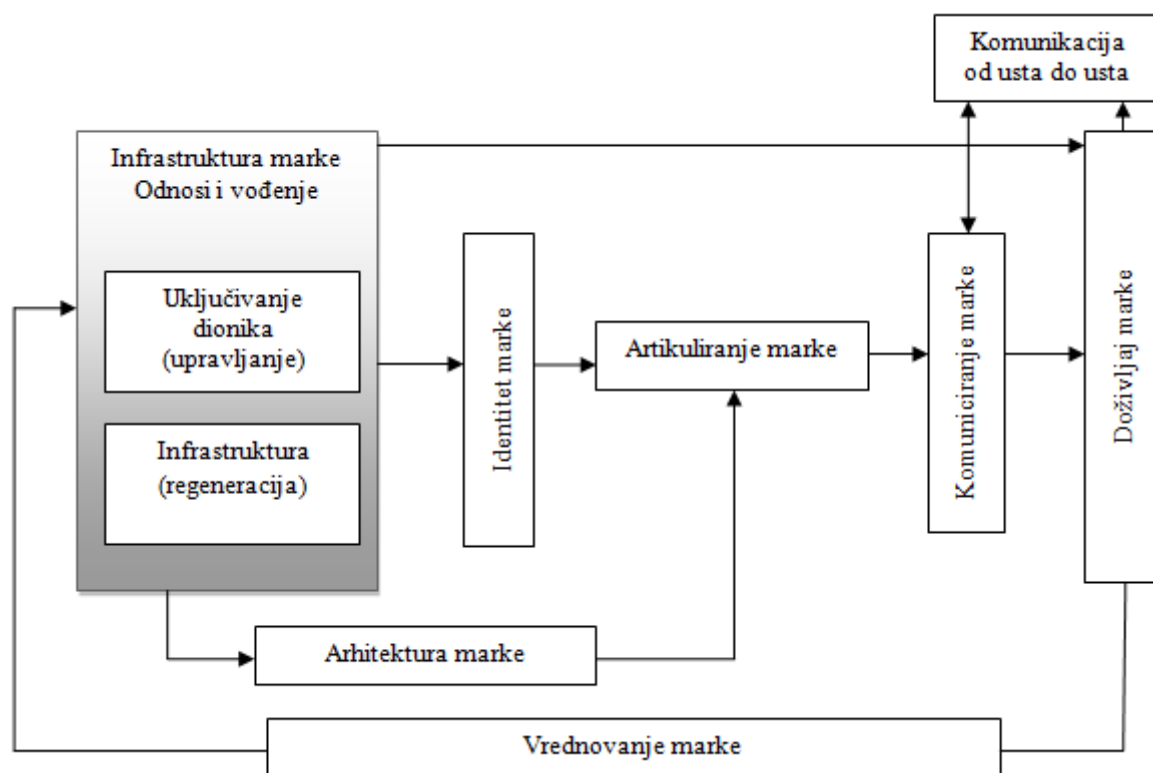 Komunikacija
od usta do usta
Infrastruktura marke
Odnosi i vođenje
Uključivanje
dionika
(upravljanje)
Infrastruktura
(regeneracija)
Identitet marke
Artikuliranje marke
Komuniciranje marke
Doživljaj marke
Arhitektura marke
Vrednovanje marke